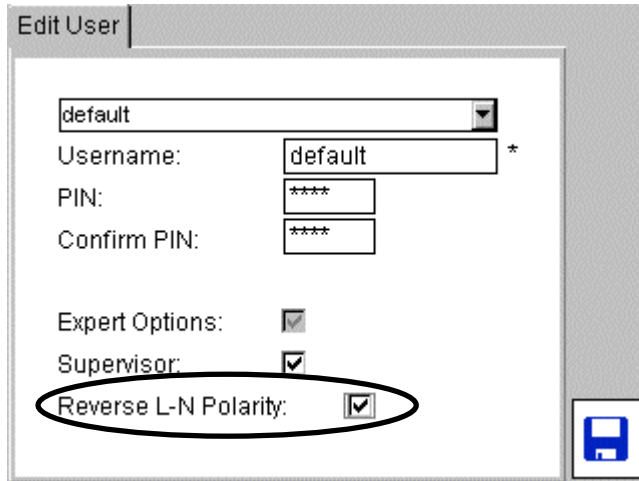 Edit User
default
Username: default *
PIN: ****
Confirm PIN: ****
Expert Options:
Supervisor:
Reverse L-N Polarity: